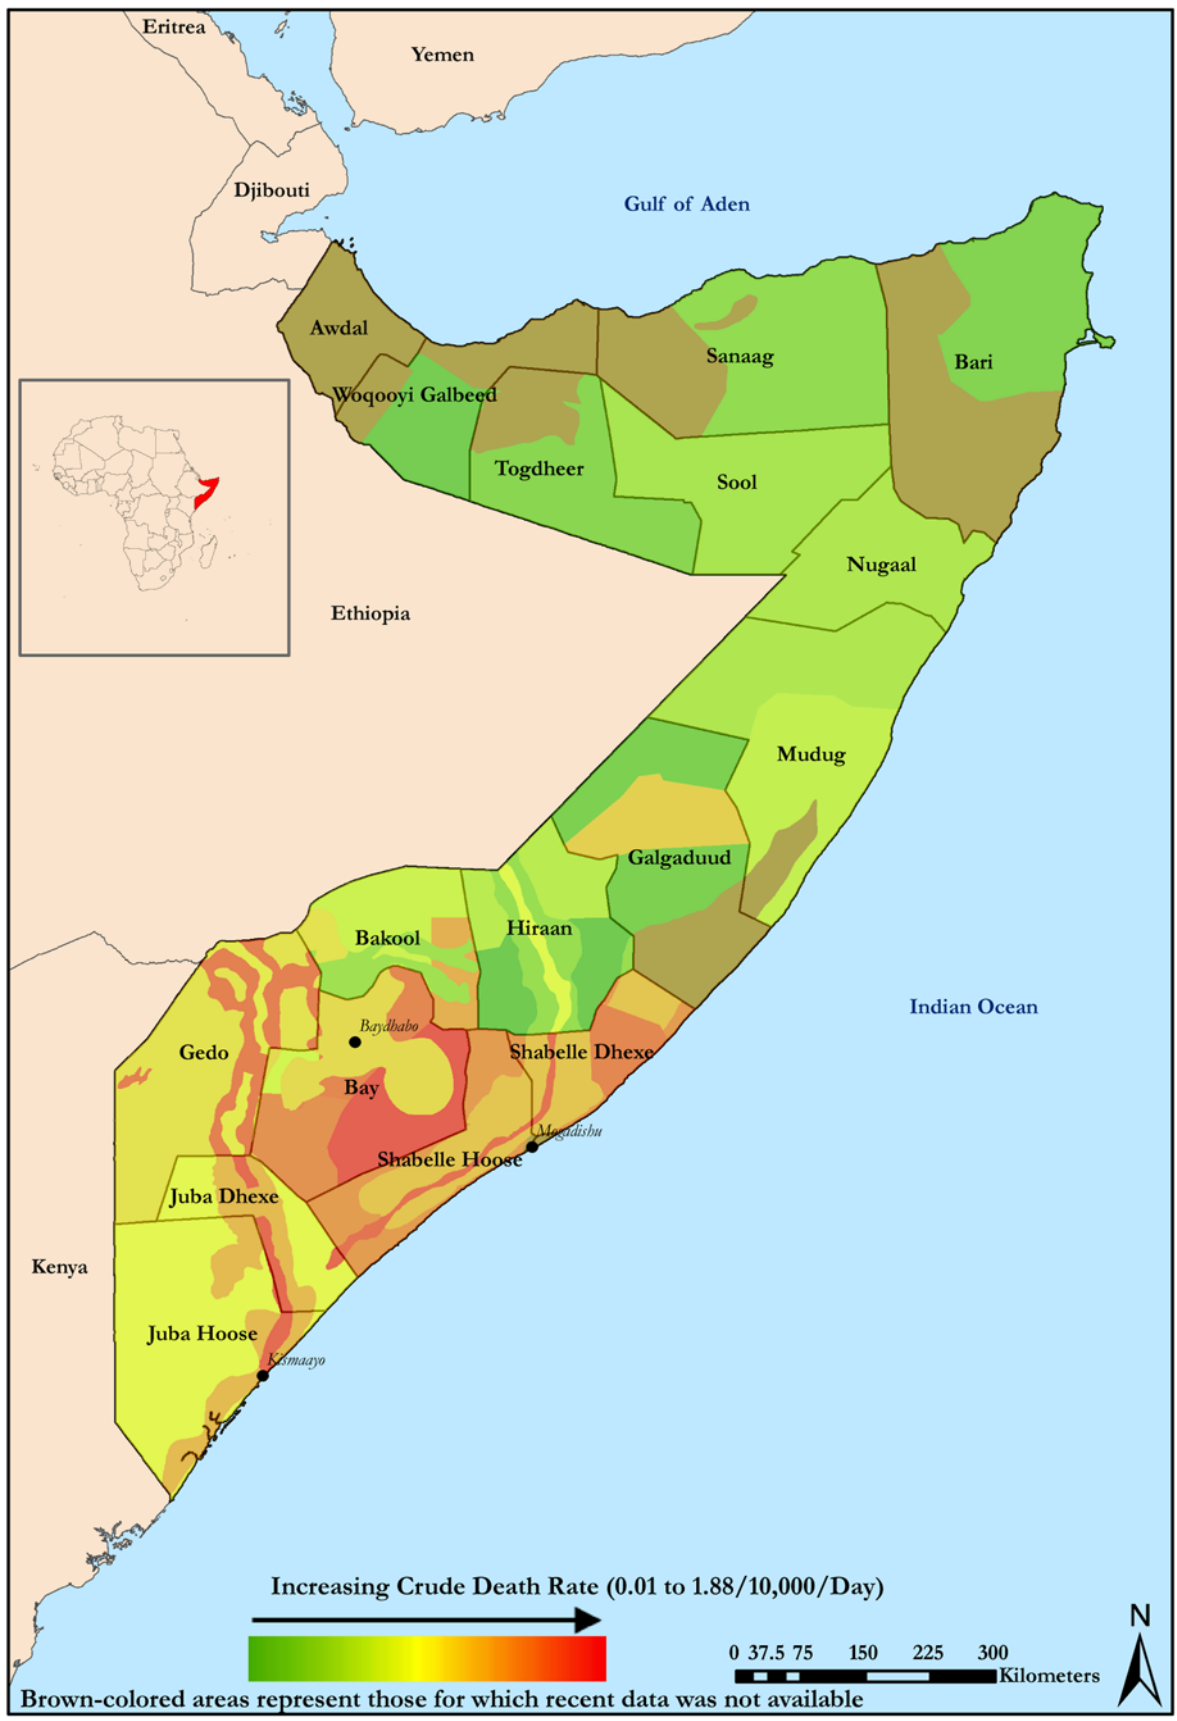 Eritrea
Yemen
Djibouti
Gulf of Aden
Awdal
Sanaag
Bari
Woqooyi Galbeed
Togdheer
Sool
Nugaal
Ethiopia
Mudug
Galgaduud
Hiraan
Bakool
Indian Ocean
Baydhabo
Gedo
Shabelle Dhexe
Bay
Mogadishu
Shabelle Hoose
Juba Dhexe
Kenya
Juba Hoose
Kismaayo
Increasing Crude Death Rate (0.01 to 1.88/10,000/Day)
N
0 37.5 75 150 225 300
Kilometers
Brown-colored areas represent those for which recent data was not available